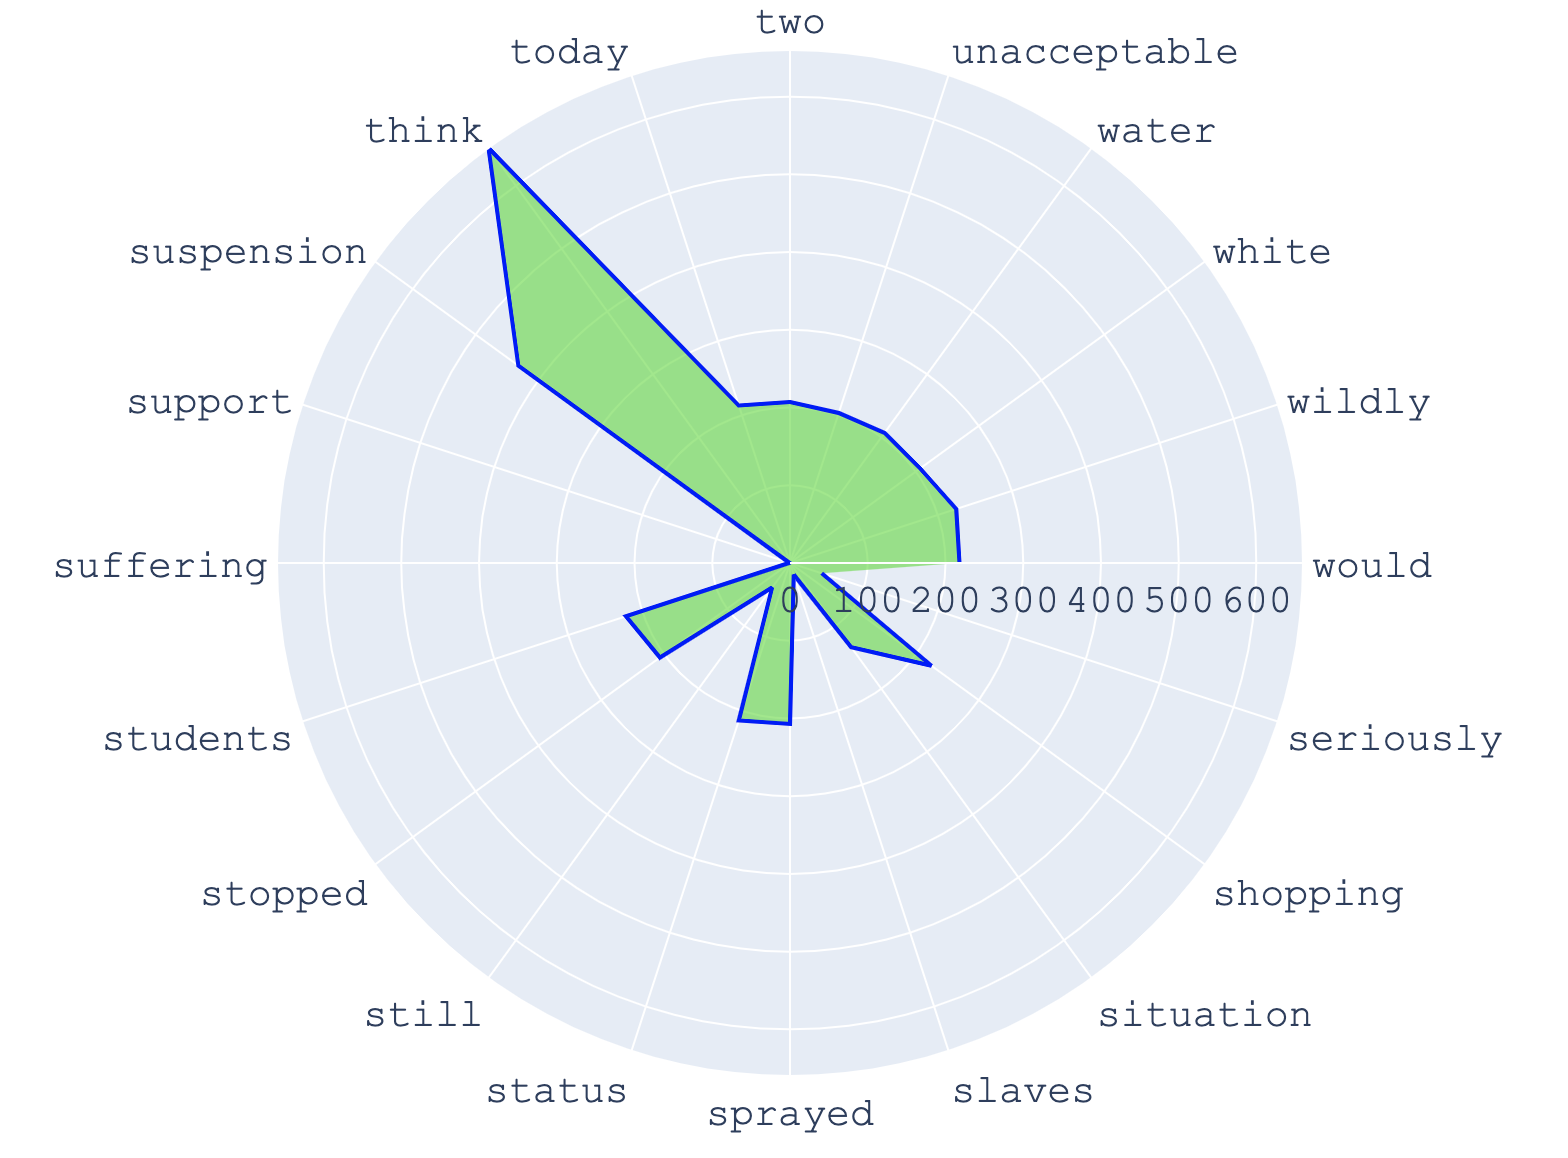 two
today
unacceptable
think
water
suspension
white
support
wildly
suffering
would
0 100 200 300 400 500 600
students
seriously
stopped
shopping
still
situation
status
slaves
sprayed